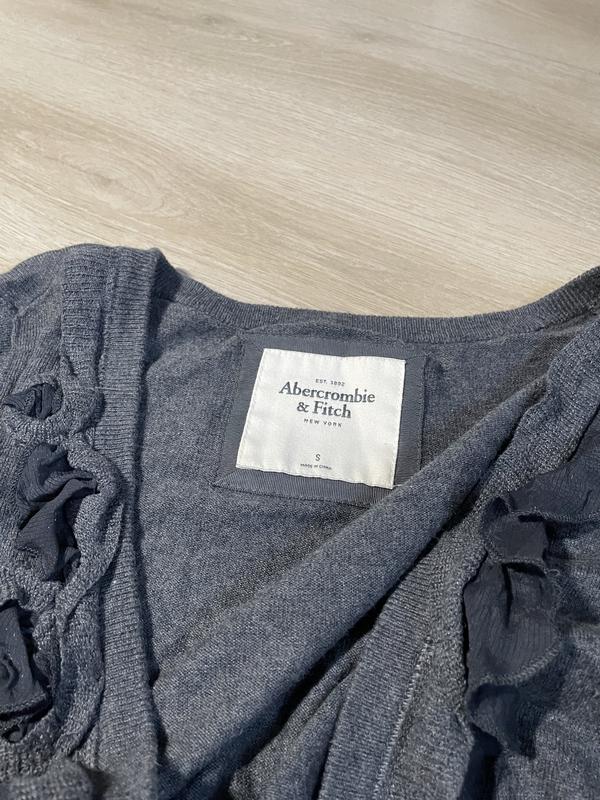 EST. 1892
Abercrombie
& Fitch
NEW YORK
S
MADE IN CHINA